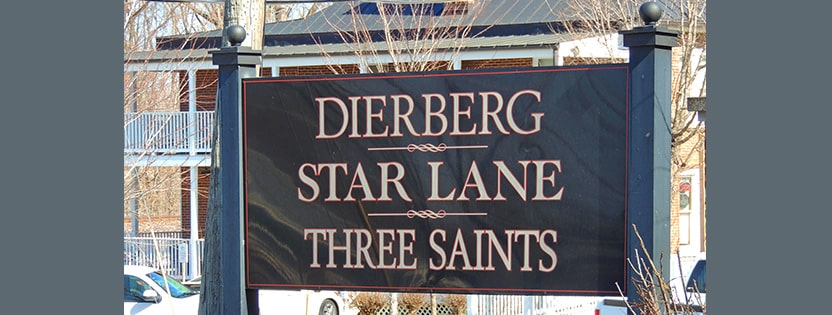 DIERBERG
STAR LANE
THREE SAINTS